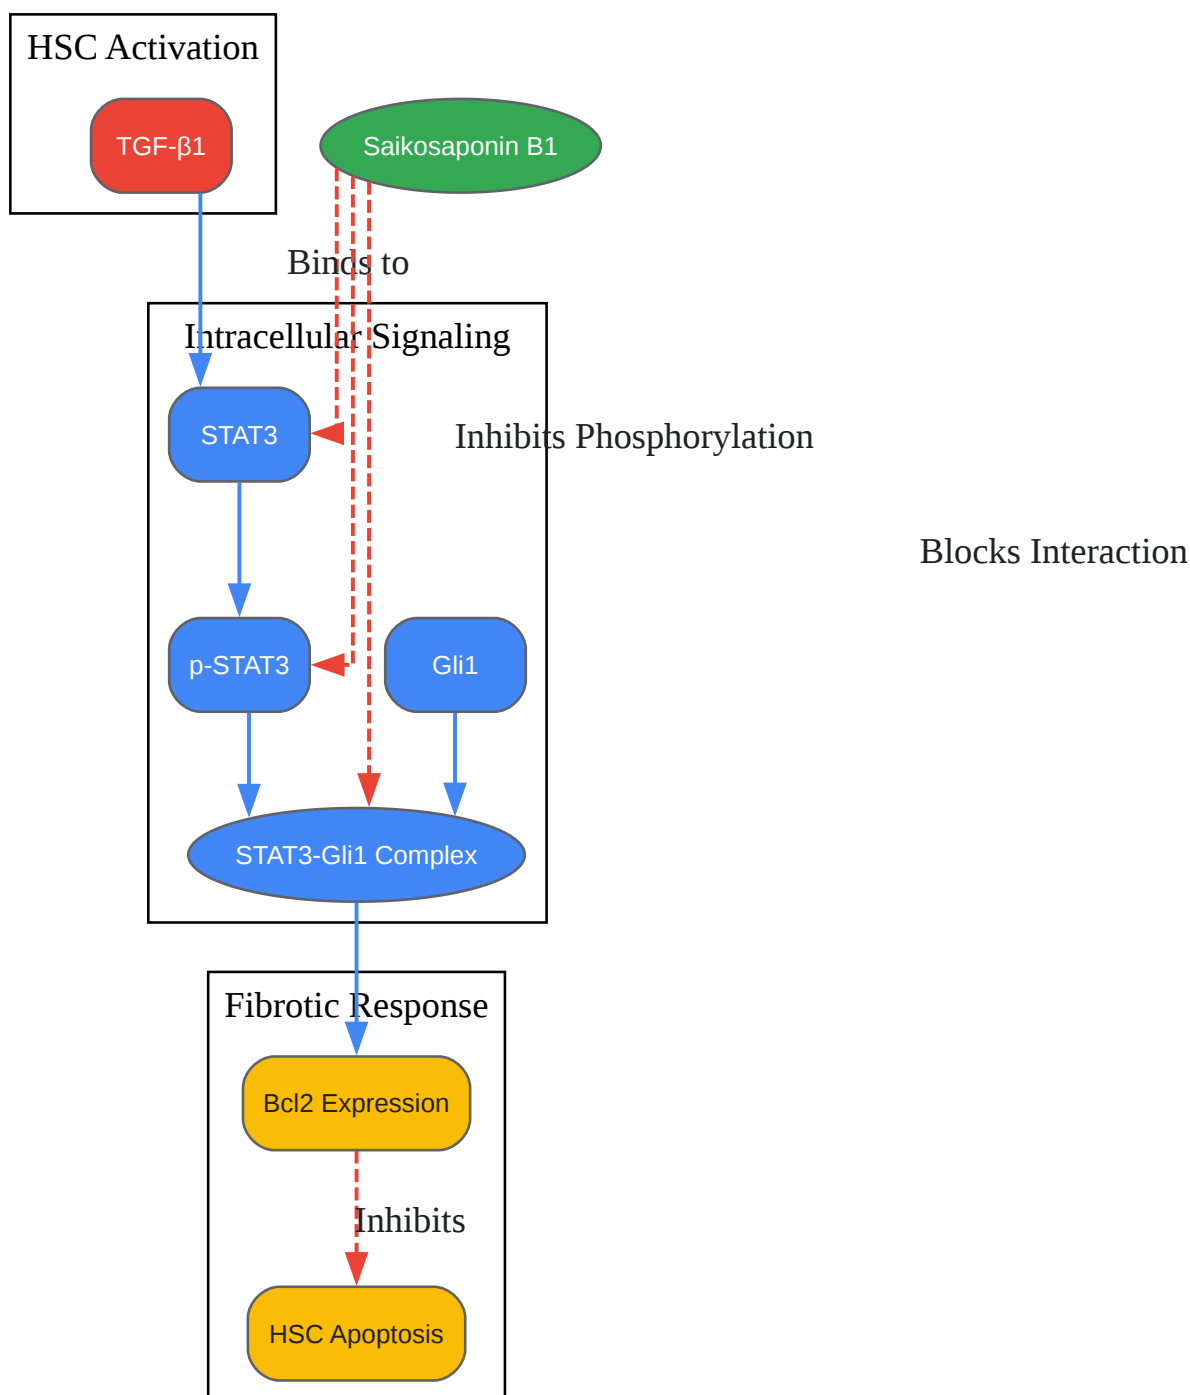 HSC Activation
TGF-β1
Saikosaponin B1
Binds to
Intracellular Signaling
STAT3
Inhibits Phosphorylation
Blocks Interaction
p-STAT3
Gli1
STAT3-Gli1 Complex
Fibrotic Response
Bcl2 Expression
Inhibits
HSC Apoptosis